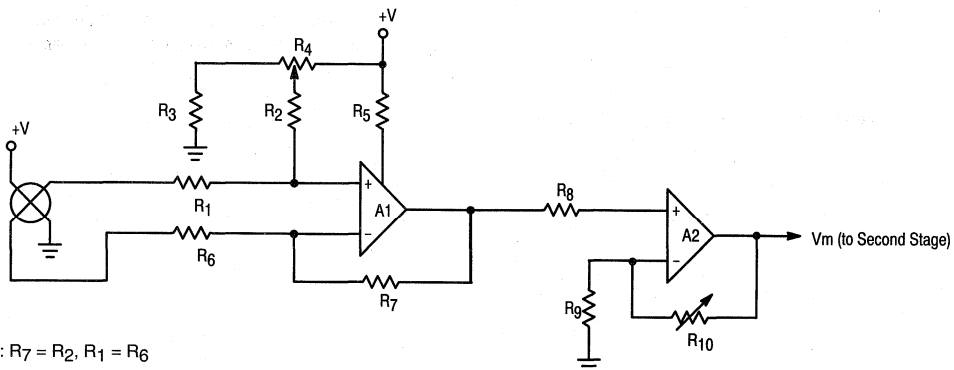 +V
R4
R3
R2
R5
+V
R1
+
A1
−
R8
R6
R7
+
A2
−
Vm (to Second Stage)
R9
R10
: R7 = R2, R1 = R6